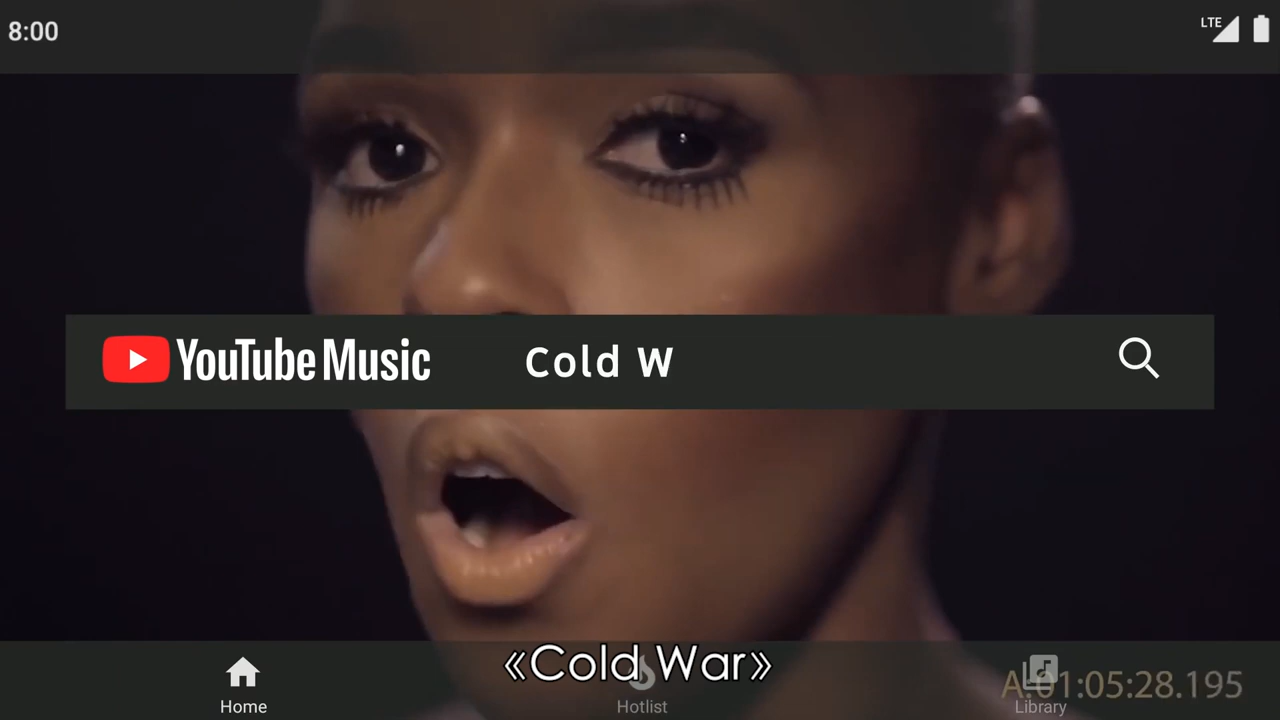 8:00
LTE
YouTube Music
Cold W
«Cold War»
A:01:05:28.195
Home
Hotlist
Library